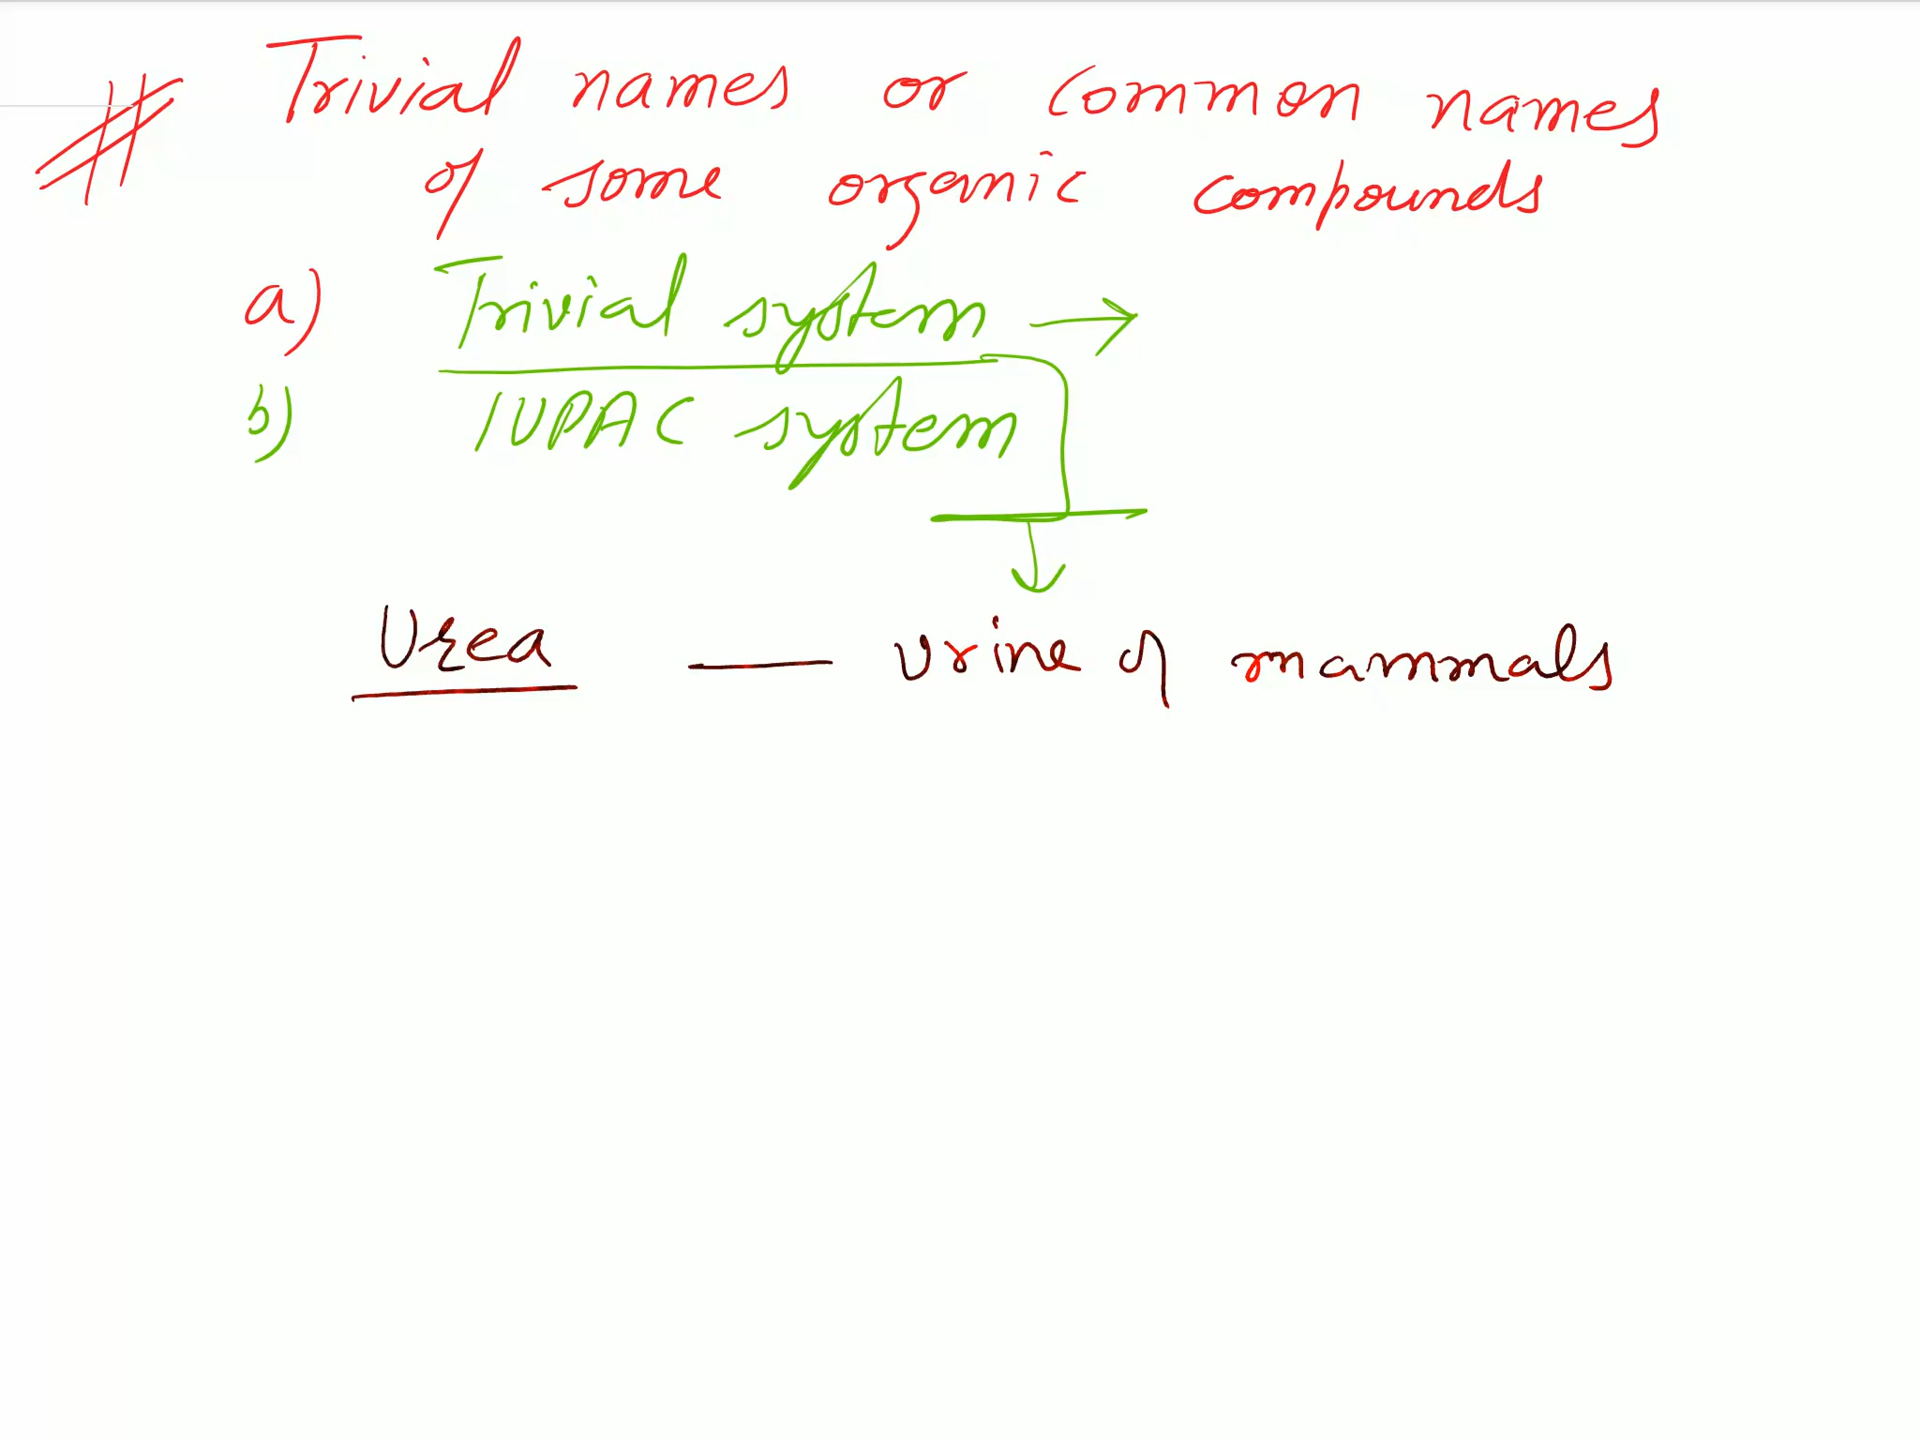 # Trivial names or common names
of some organic compounds
a) Trivial system →
b) IUPAC system
Urea — urine of mammals